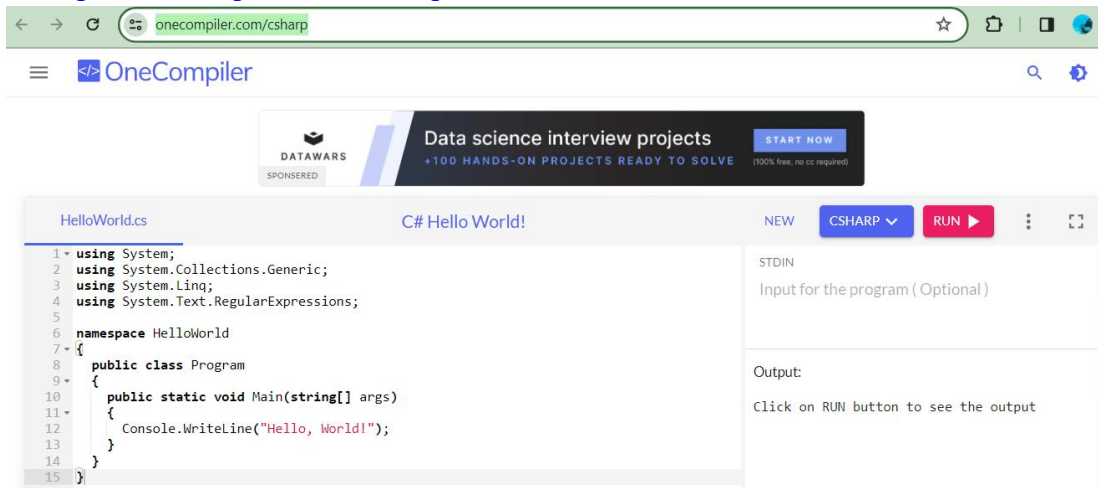 onecompiler.com/csharp
</> OneCompiler
DATAWARS
SPONSERED
Data science interview projects
+100 HANDS-ON PROJECTS READY TO SOLVE
START NOW
(100% free, no cc required)
HelloWorld.cs
C# Hello World!
NEW
CSHARP
RUN
1 using System;
2 using System.Collections.Generic;
3 using System.Linq;
4 using System.Text.RegularExpressions;
5
6 namespace HelloWorld
7 {
8 public class Program
9 {
10 public static void Main(string[] args)
11 {
12 Console.WriteLine("Hello, World!");
13 }
14 }
15 }
STDIN
Input for the program ( Optional )
Output:
Click on RUN button to see the output